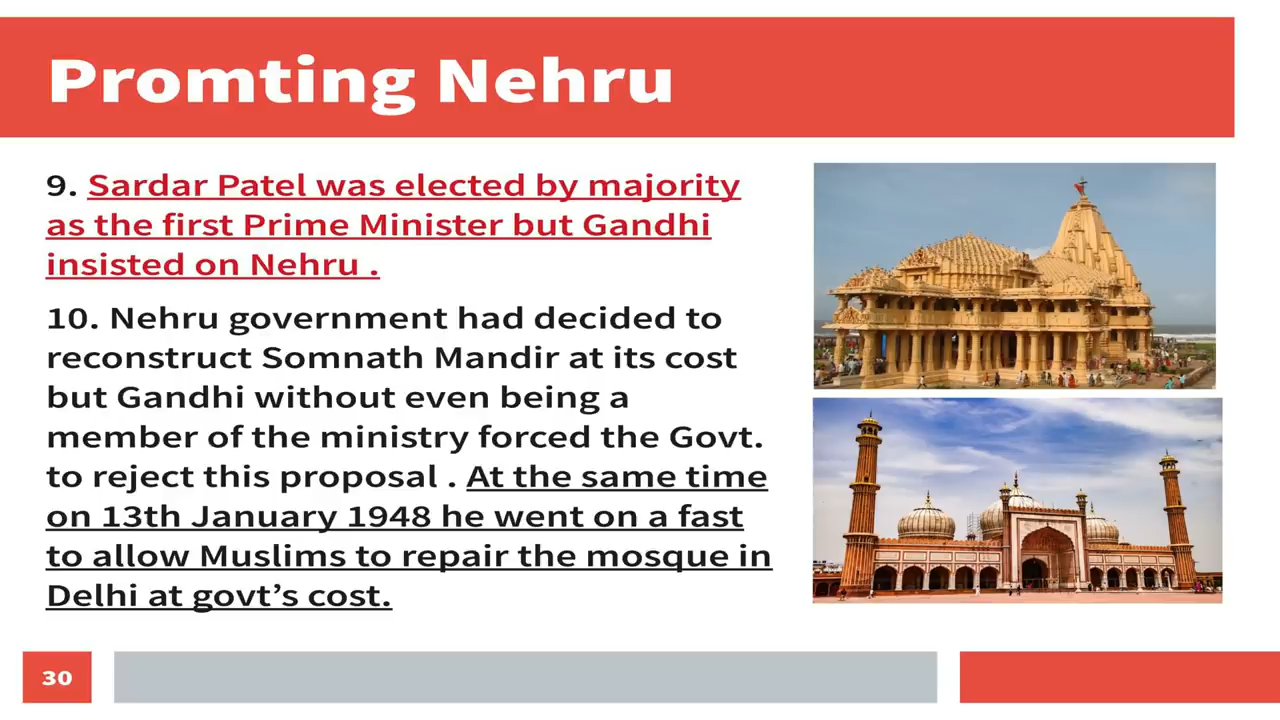 Promting Nehru
9. Sardar Patel was elected by majority
as the first Prime Minister but Gandhi
insisted on Nehru .
10. Nehru government had decided to
reconstruct Somnath Mandir at its cost
but Gandhi without even being a
member of the ministry forced the Govt.
to reject this proposal . At the same time
on 13th January 1948 he went on a fast
to allow Muslims to repair the mosque in
Delhi at govt’s cost.
30